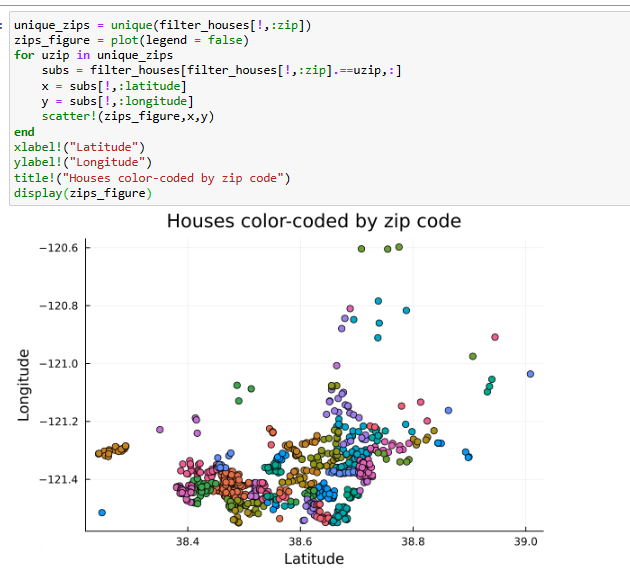 :
unique_zips = unique(filter_houses[!,:zip])
zips_figure = plot(legend = false)
for uzip in unique_zips
    subs = filter_houses[filter_houses[!,:zip].==uzip,:]
    x = subs[!,:latitude]
    y = subs[!,:longitude]
    scatter!(zips_figure,x,y)
end
xlabel!("Latitude")
ylabel!("Longitude")
title!("Houses color-coded by zip code")
display(zips_figure)
Houses color-coded by zip code
−120.6
−120.8
−121.0
−121.2
−121.4
Longitude
38.4 38.6 38.8 39.0
Latitude